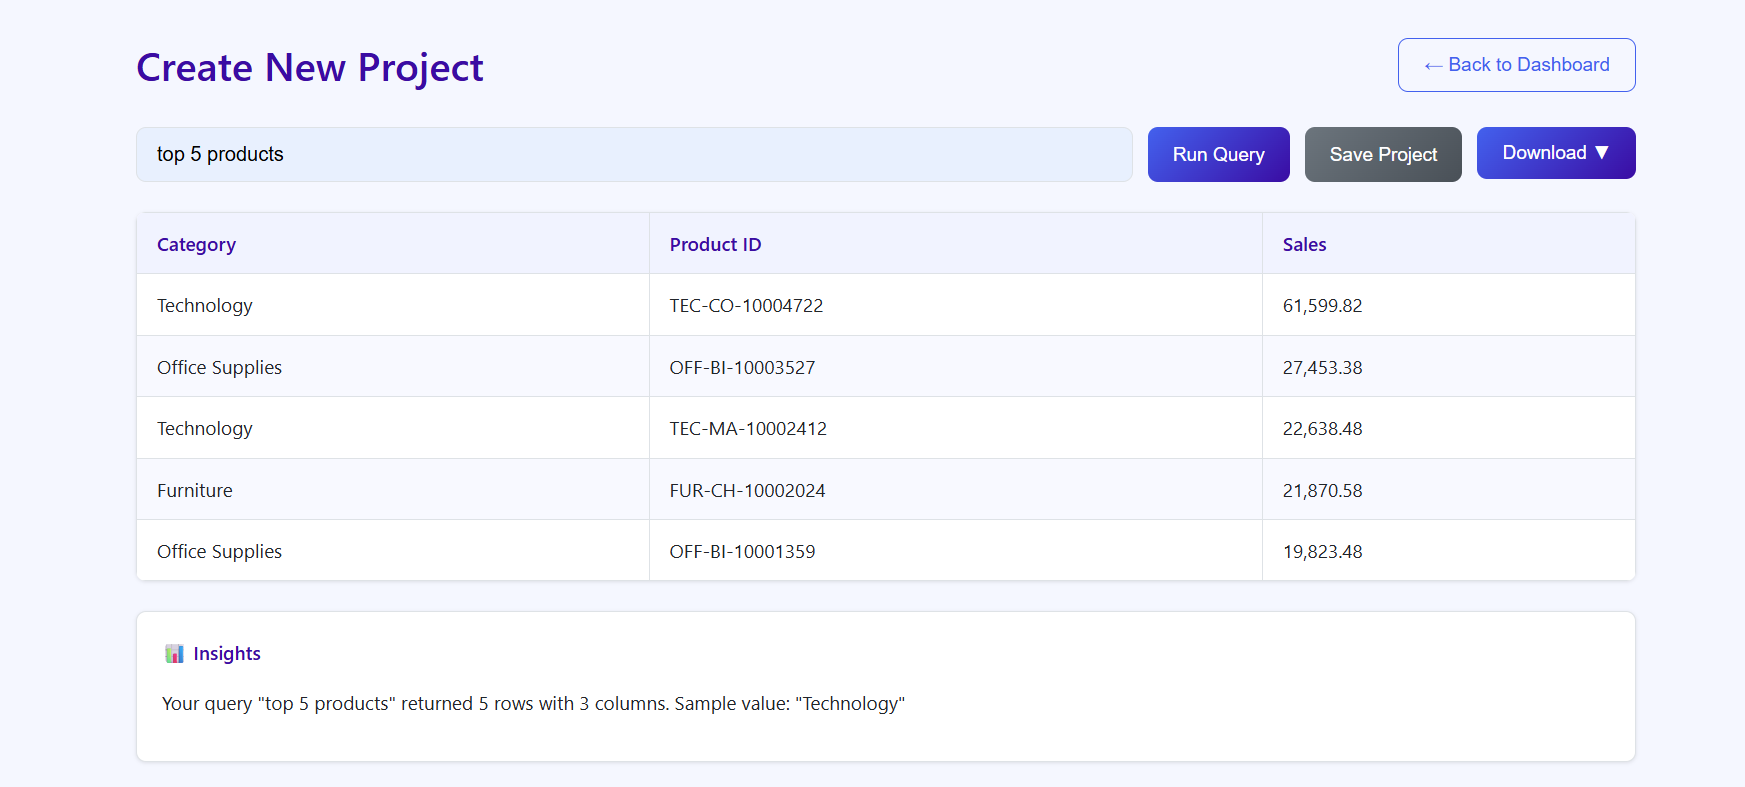 Create New Project
← Back to Dashboard
top 5 products
Run Query
Save Project
Download ▼
Category Product ID Sales
Technology TEC-CO-10004722 61,599.82
Office Supplies OFF-BI-10003527 27,453.38
Technology TEC-MA-10002412 22,638.48
Furniture FUR-CH-10002024 21,870.58
Office Supplies OFF-BI-10001359 19,823.48
Insights
Your query "top 5 products" returned 5 rows with 3 columns. Sample value: "Technology"